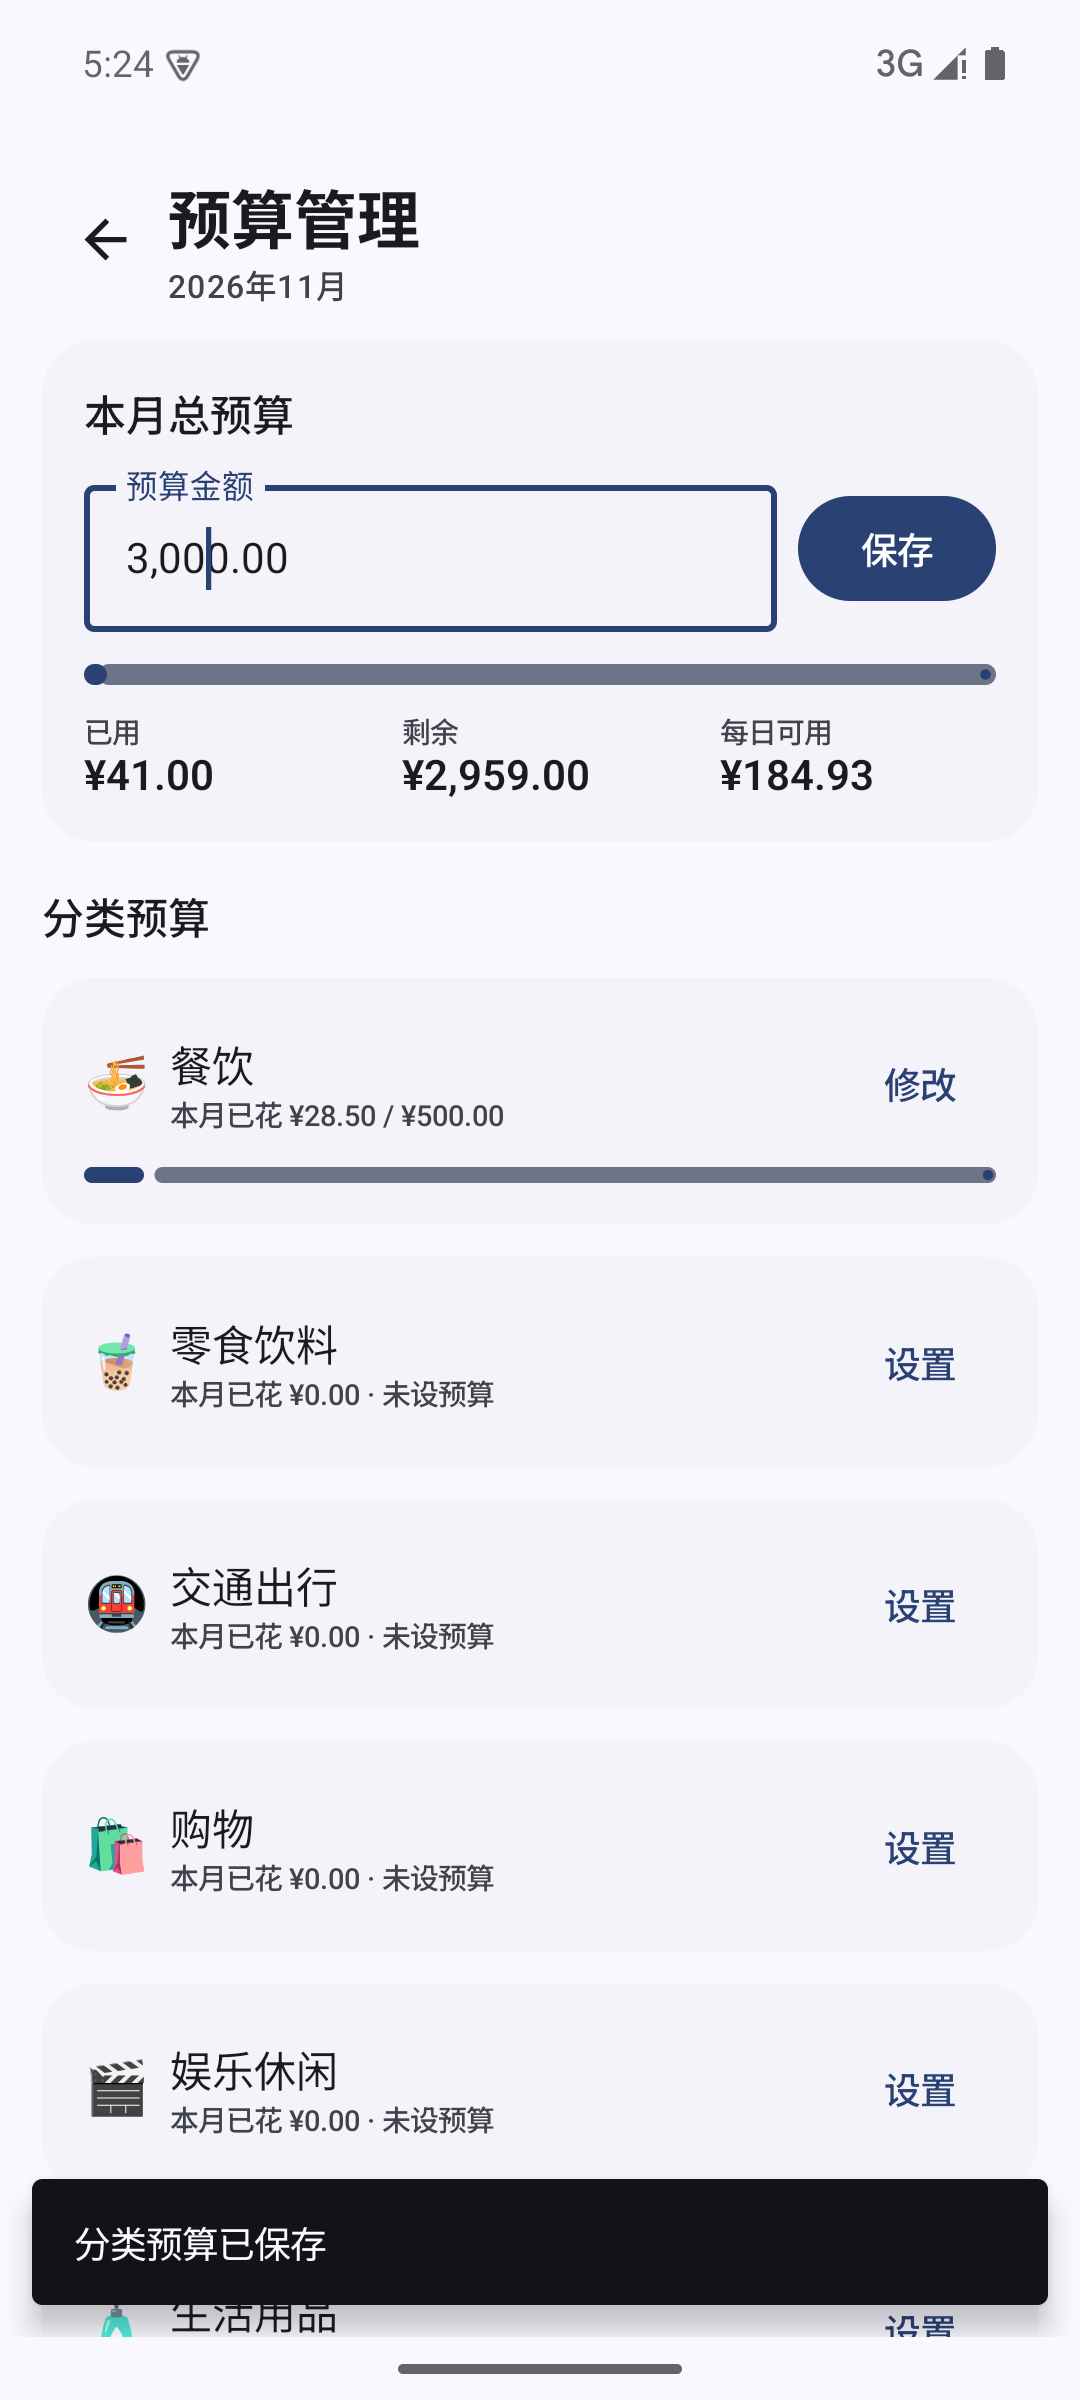 5:24
3G
预算管理
2026年11月
本月总预算
预算金额
3,000.00
保存
已用
剩余
每日可用
¥41.00
¥2,959.00
¥184.93
分类预算
餐饮
本月已花 ¥28.50 / ¥500.00
修改
零食饮料
本月已花 ¥0.00 · 未设预算
设置
交通出行
本月已花 ¥0.00 · 未设预算
设置
购物
本月已花 ¥0.00 · 未设预算
设置
娱乐休闲
本月已花 ¥0.00 · 未设预算
设置
分类预算已保存
生活用品
设置